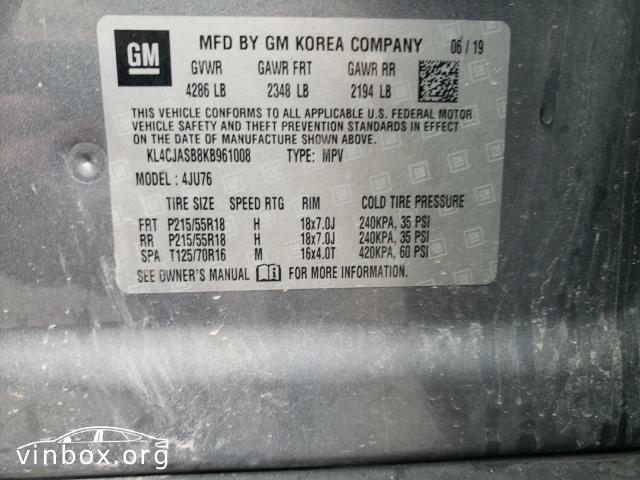 GM
MFD BY GM KOREA COMPANY 06 / 19
GVWR GAWR FRT GAWR RR
4286 LB 2348 LB 2194 LB
THIS VEHICLE CONFORMS TO ALL APPLICABLE U.S. FEDERAL MOTOR
VEHICLE SAFETY AND THEFT PREVENTION STANDARDS IN EFFECT
ON THE DATE OF MANUFACTURE SHOWN ABOVE.
KL4CJASB8KB961008 TYPE: MPV
MODEL : 4JU76
TIRE SIZE SPEED RTG RIM COLD TIRE PRESSURE
FRT P215/55R18 H 18x7.0J 240KPA, 35 PSI
RR P215/55R18 H 18x7.0J 240KPA, 35 PSI
SPA T125/70R16 M 16x4.0T 420KPA, 60 PSI
SEE OWNER'S MANUAL FOR MORE INFORMATION.
vinbox.org